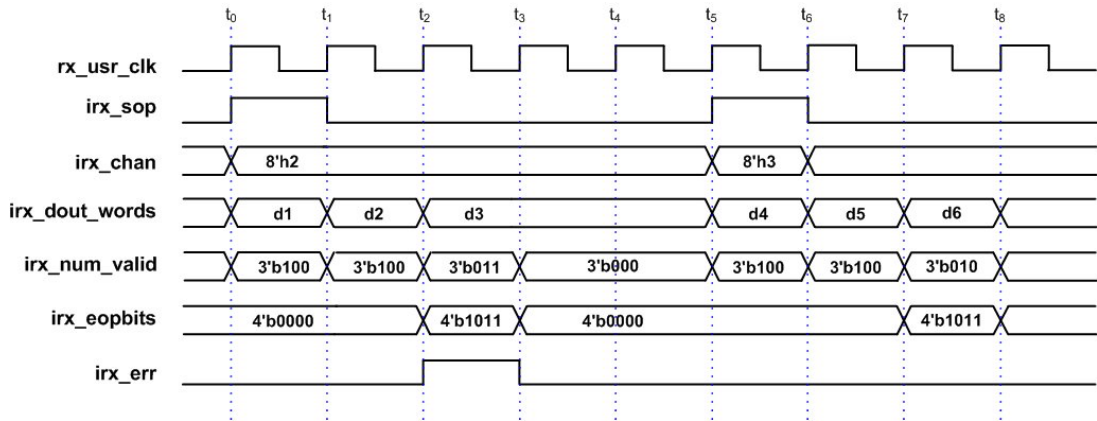 t0 t1 t2 t3 t4 t5 t6 t7 t8
rx_usr_clk
irx_sop
irx_chan 8'h2 8'h3
irx_dout_words d1 d2 d3 d4 d5 d6
irx_num_valid 3'b100 3'b100 3'b011 3'b000 3'b100 3'b100 3'b010
irx_eopbits 4'b0000 4'b1011 4'b0000 4'b1011
irx_err